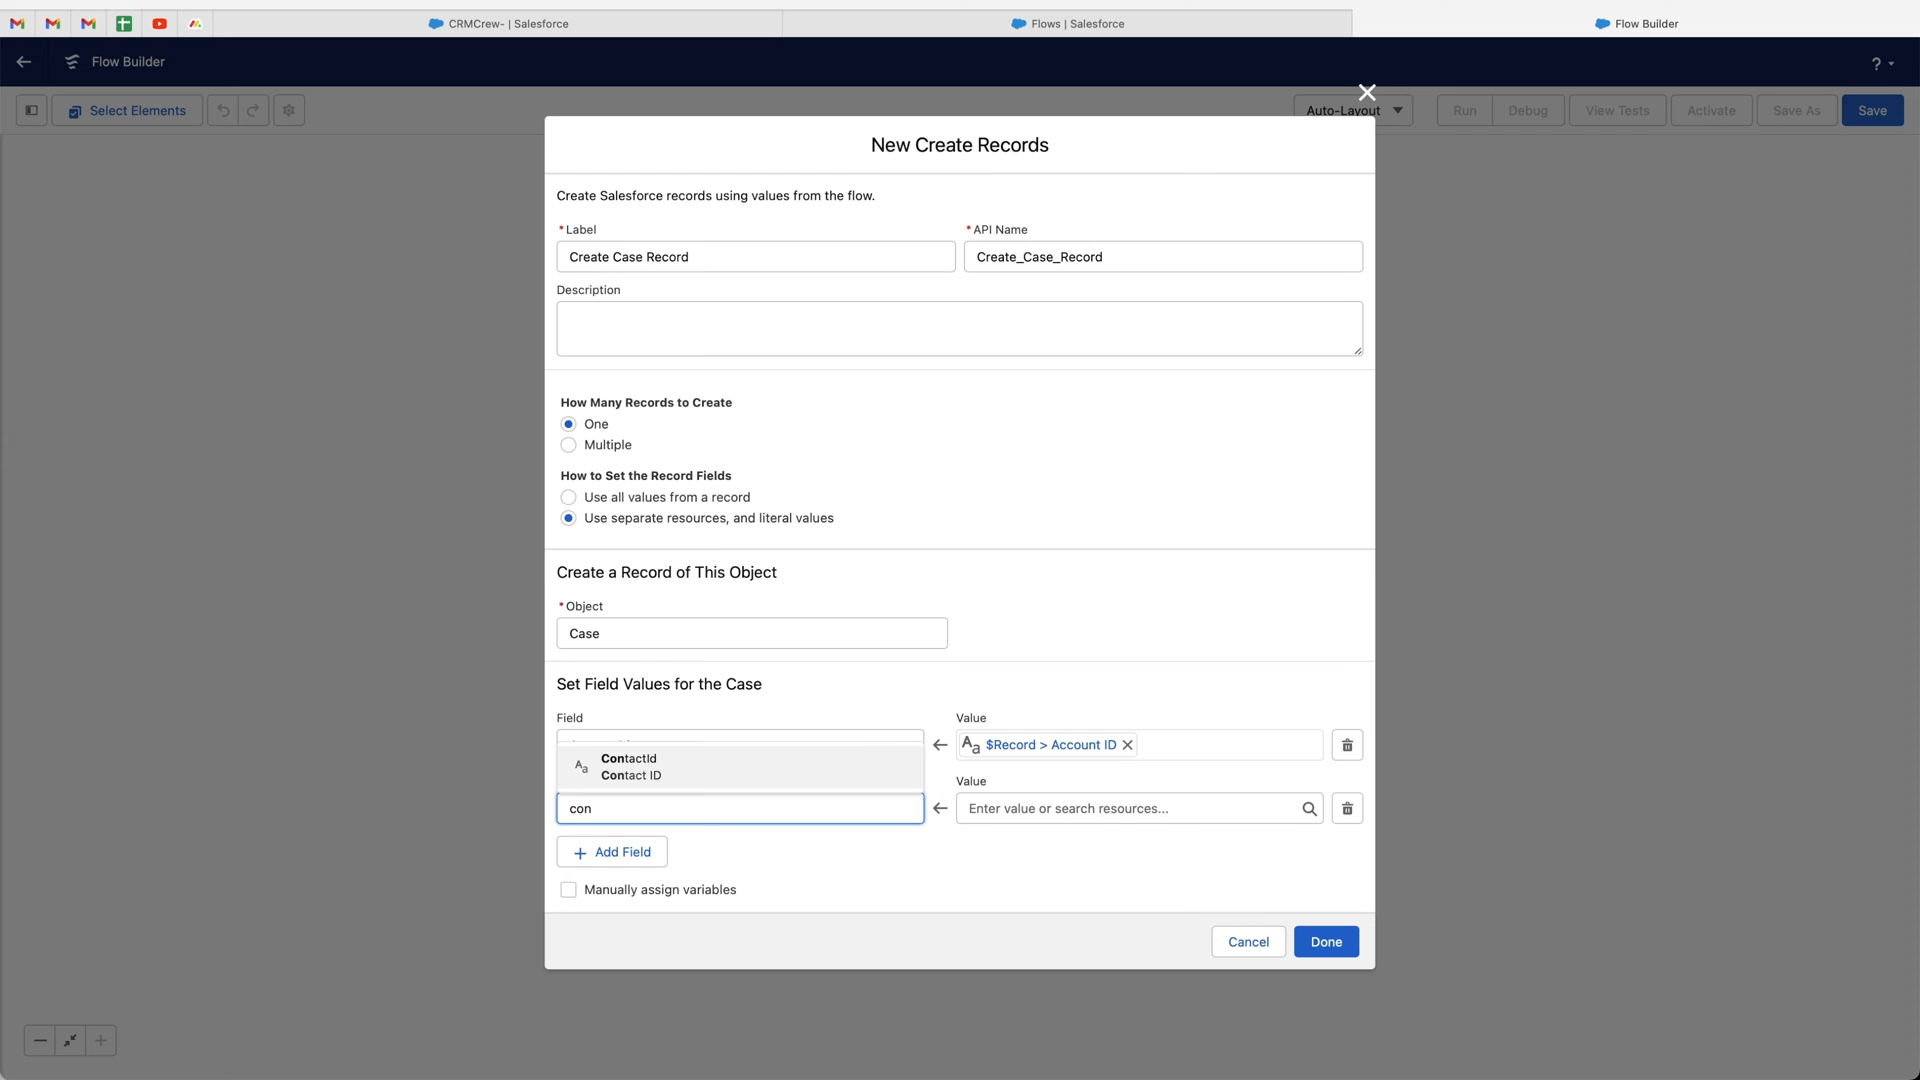 CRMCrew- | Salesforce
Flows | Salesforce
Flow Builder
Flow Builder
?
Select Elements
Auto-Layout
Run
Debug
View Tests
Activate
Save As
Save
New Create Records
Create Salesforce records using values from the flow.
* Label
* API Name
Create Case Record
Create_Case_Record
Description
How Many Records to Create
One
Multiple
How to Set the Record Fields
Use all values from a record
Use separate resources, and literal values
Create a Record of This Object
* Object
Case
Set Field Values for the Case
Field
Value
Aa $Record > Account ID
Aa
ContactId
Contact ID
Value
con
Enter value or search resources...
Add Field
Manually assign variables
Cancel
Done